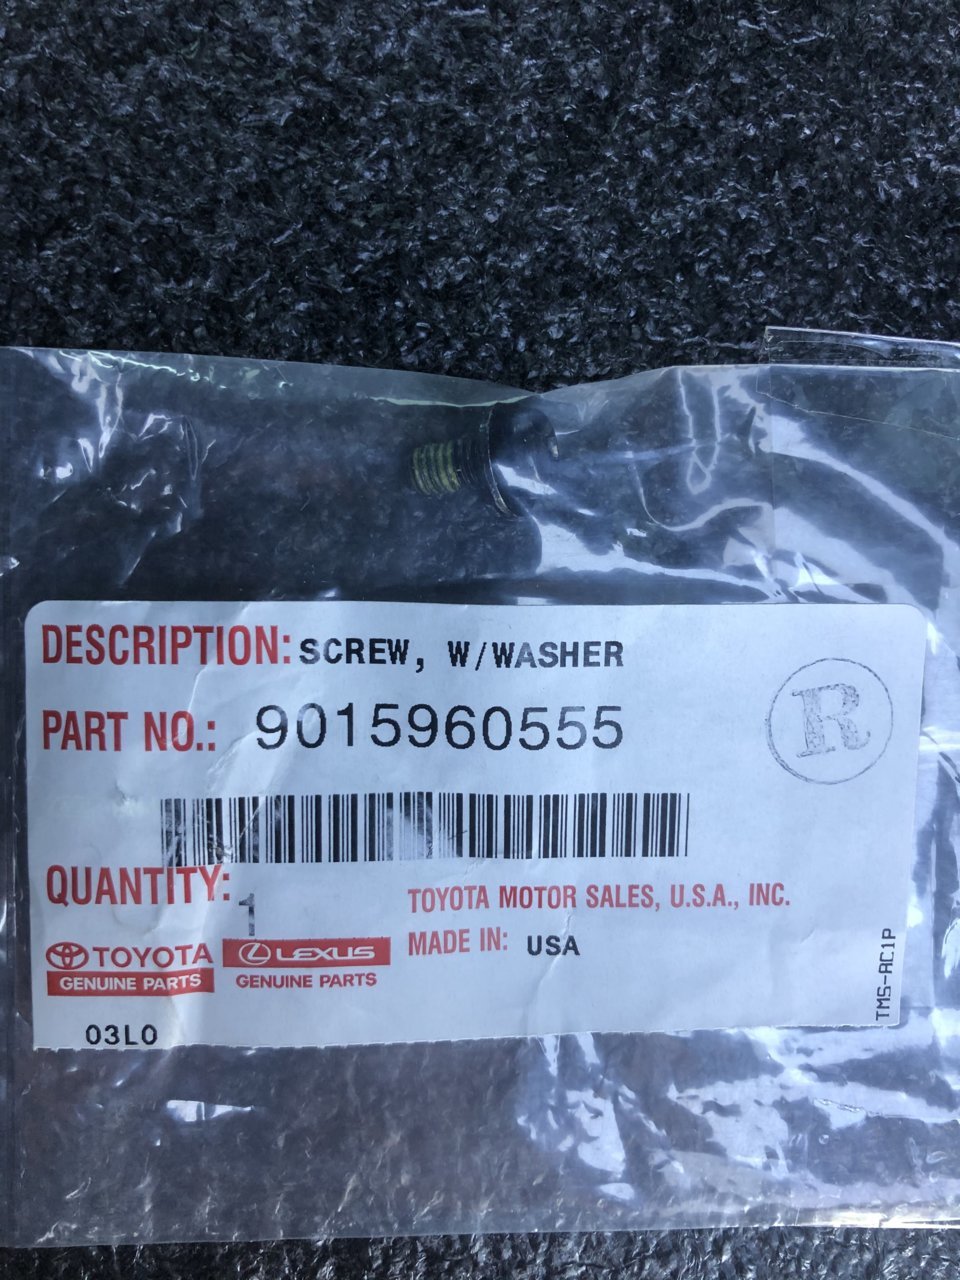 DESCRIPTION: SCREW, W/WASHER
PART NO.: 9015960555
R
QUANTITY: 1
TOYOTA MOTOR SALES, U.S.A., INC.
MADE IN: USA
TOYOTA
GENUINE PARTS
LEXUS
GENUINE PARTS
03L0
TMS-RC1P